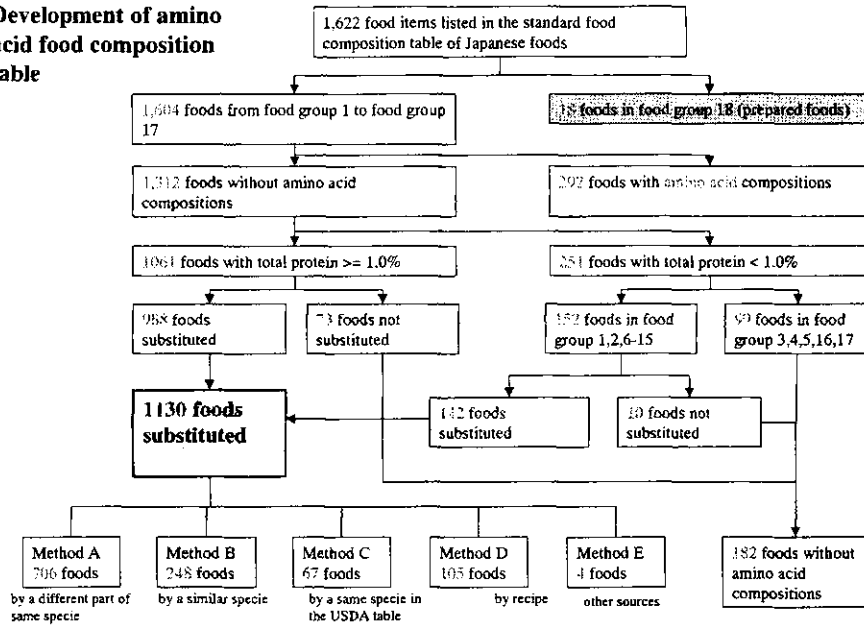 Development of amino
acid food composition
table
1,622 food items listed in the standard food
composition table of Japanese foods
1,604 foods from food group 1 to food group
17
18 foods in food group 18 (prepared foods)
1,312 foods without amino acid
compositions
292 foods with amino acid compositions
1061 foods with total protein >= 1.0%
251 foods with total protein < 1.0%
988 foods
substituted
73 foods not
substituted
152 foods in food
group 1,2,6-15
99 foods in food
group 3,4,5,16,17
1130 foods
substituted
142 foods
substituted
10 foods not
substituted
Method A
706 foods
Method B
248 foods
Method C
67 foods
Method D
105 foods
Method E
4 foods
182 foods without
amino acid
compositions
by a different part of
same specie
by a similar specie
by a same specie in
the USDA table
by recipe
other sources